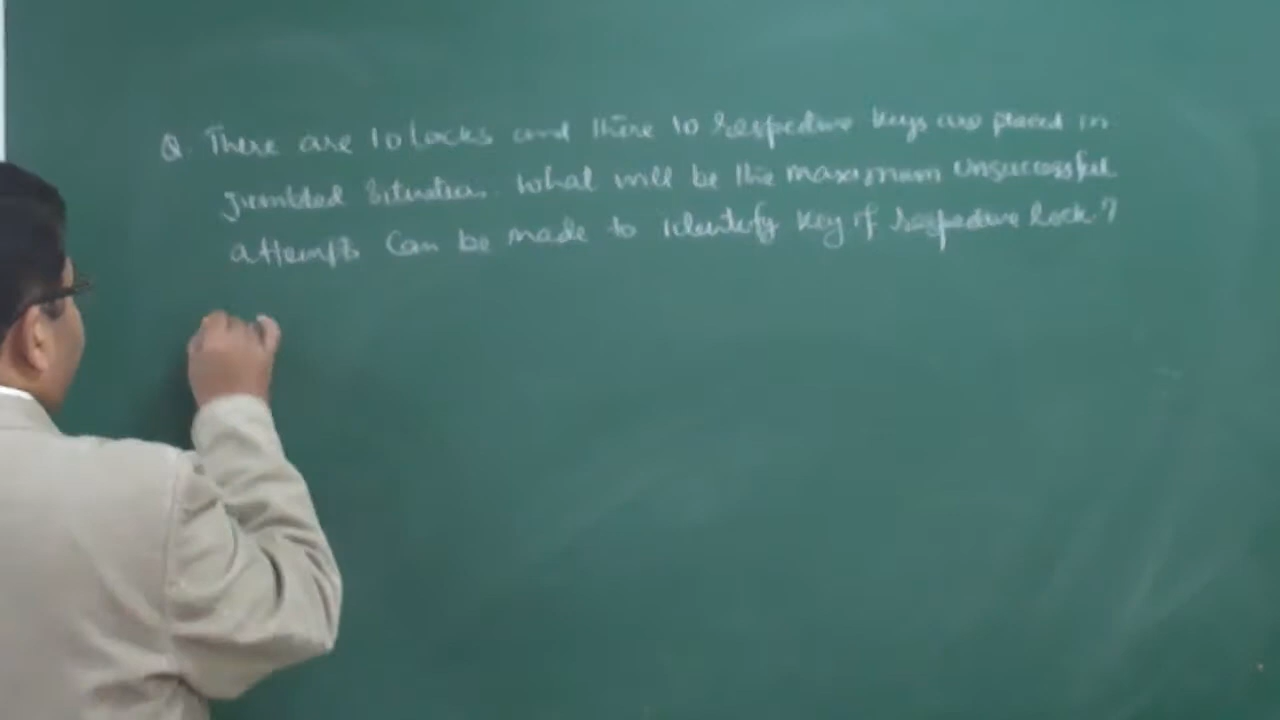 Q. There are 10 locks and there 10 respective keys are placed in
jumbled situation. What will be the maximum unsuccessful
attempts can be made to identify key of respective lock ?